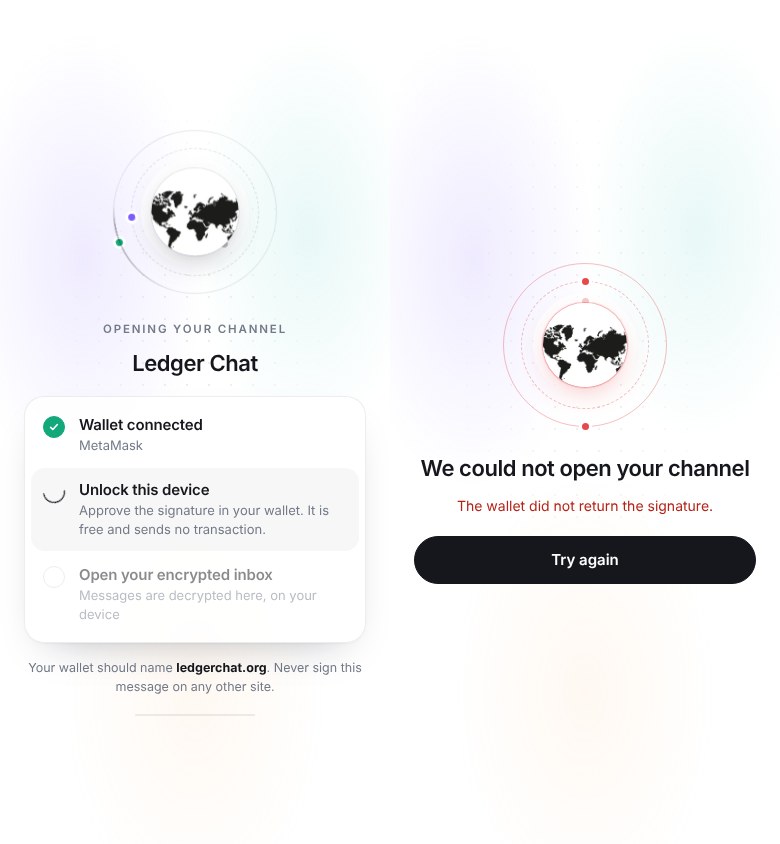 OPENING YOUR CHANNEL
Ledger Chat
Wallet connected
MetaMask
Unlock this device
Approve the signature in your wallet. It is
free and sends no transaction.
Open your encrypted inbox
Messages are decrypted here, on your
device
Your wallet should name ledgerchat.org. Never sign this
message on any other site.
We could not open your channel
The wallet did not return the signature.
Try again